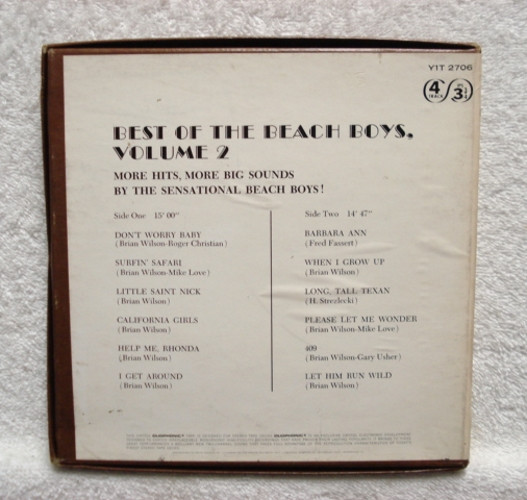 Y1T 2706
4 TRACK 3¾ IPS
BEST OF THE BEACH BOYS,
VOLUME 2
MORE HITS, MORE BIG SOUNDS
BY THE SENSATIONAL BEACH BOYS!
Side One 15' 00"
DON'T WORRY BABY
(Brian Wilson-Roger Christian)
SURFIN' SAFARI
(Brian Wilson-Mike Love)
LITTLE SAINT NICK
(Brian Wilson)
CALIFORNIA GIRLS
(Brian Wilson)
HELP ME, RHONDA
(Brian Wilson)
I GET AROUND
(Brian Wilson)
Side Two 14' 47"
BARBARA ANN
(Fred Fassert)
WHEN I GROW UP
(Brian Wilson)
LONG, TALL TEXAN
(H. Strezlecki)
PLEASE LET ME WONDER
(Brian Wilson-Mike Love)
409
(Brian Wilson-Gary Usher)
LET HIM RUN WILD
(Brian Wilson)